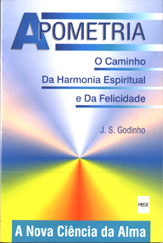 APOMETRIA
O Caminho
Da Harmonia Espiritual
e Da Felicidade
J. S. Godinho
A Nova Ciência da Alma